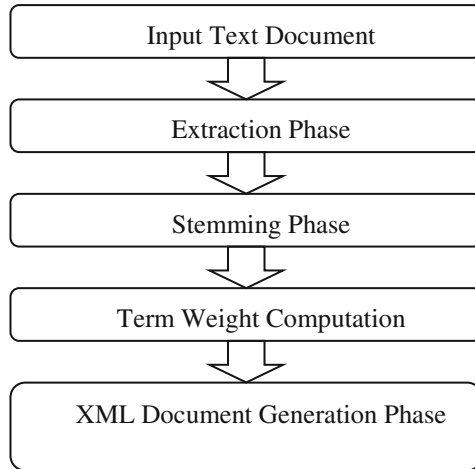 Input Text Document
Extraction Phase
Stemming Phase
Term Weight Computation
XML Document Generation Phase